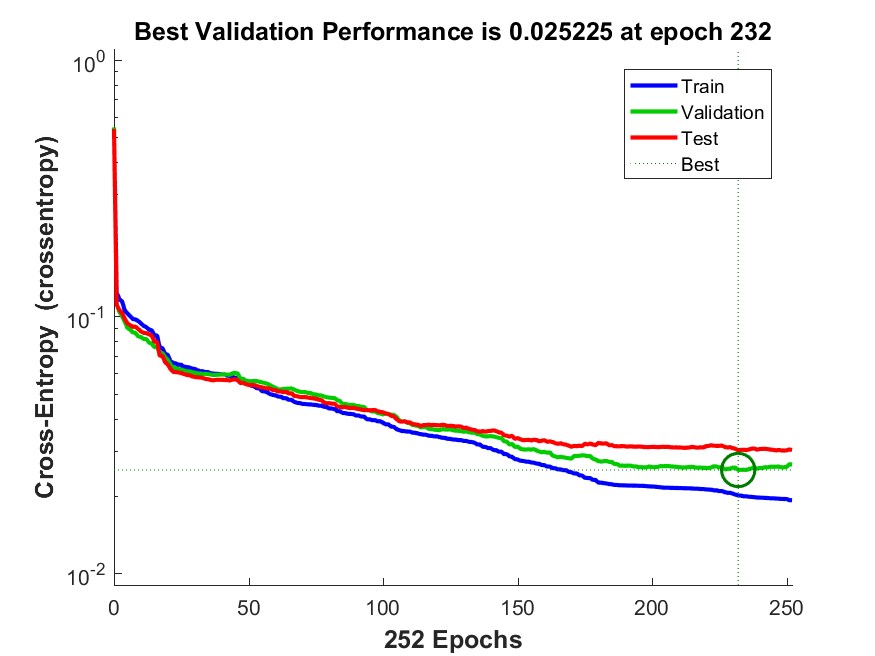 Best Validation Performance is 0.025225 at epoch 232
Cross-Entropy (crossentropy)
10^0
10^-1
10^-2
Train
Validation
Test
Best
0 50 100 150 200 250
252 Epochs